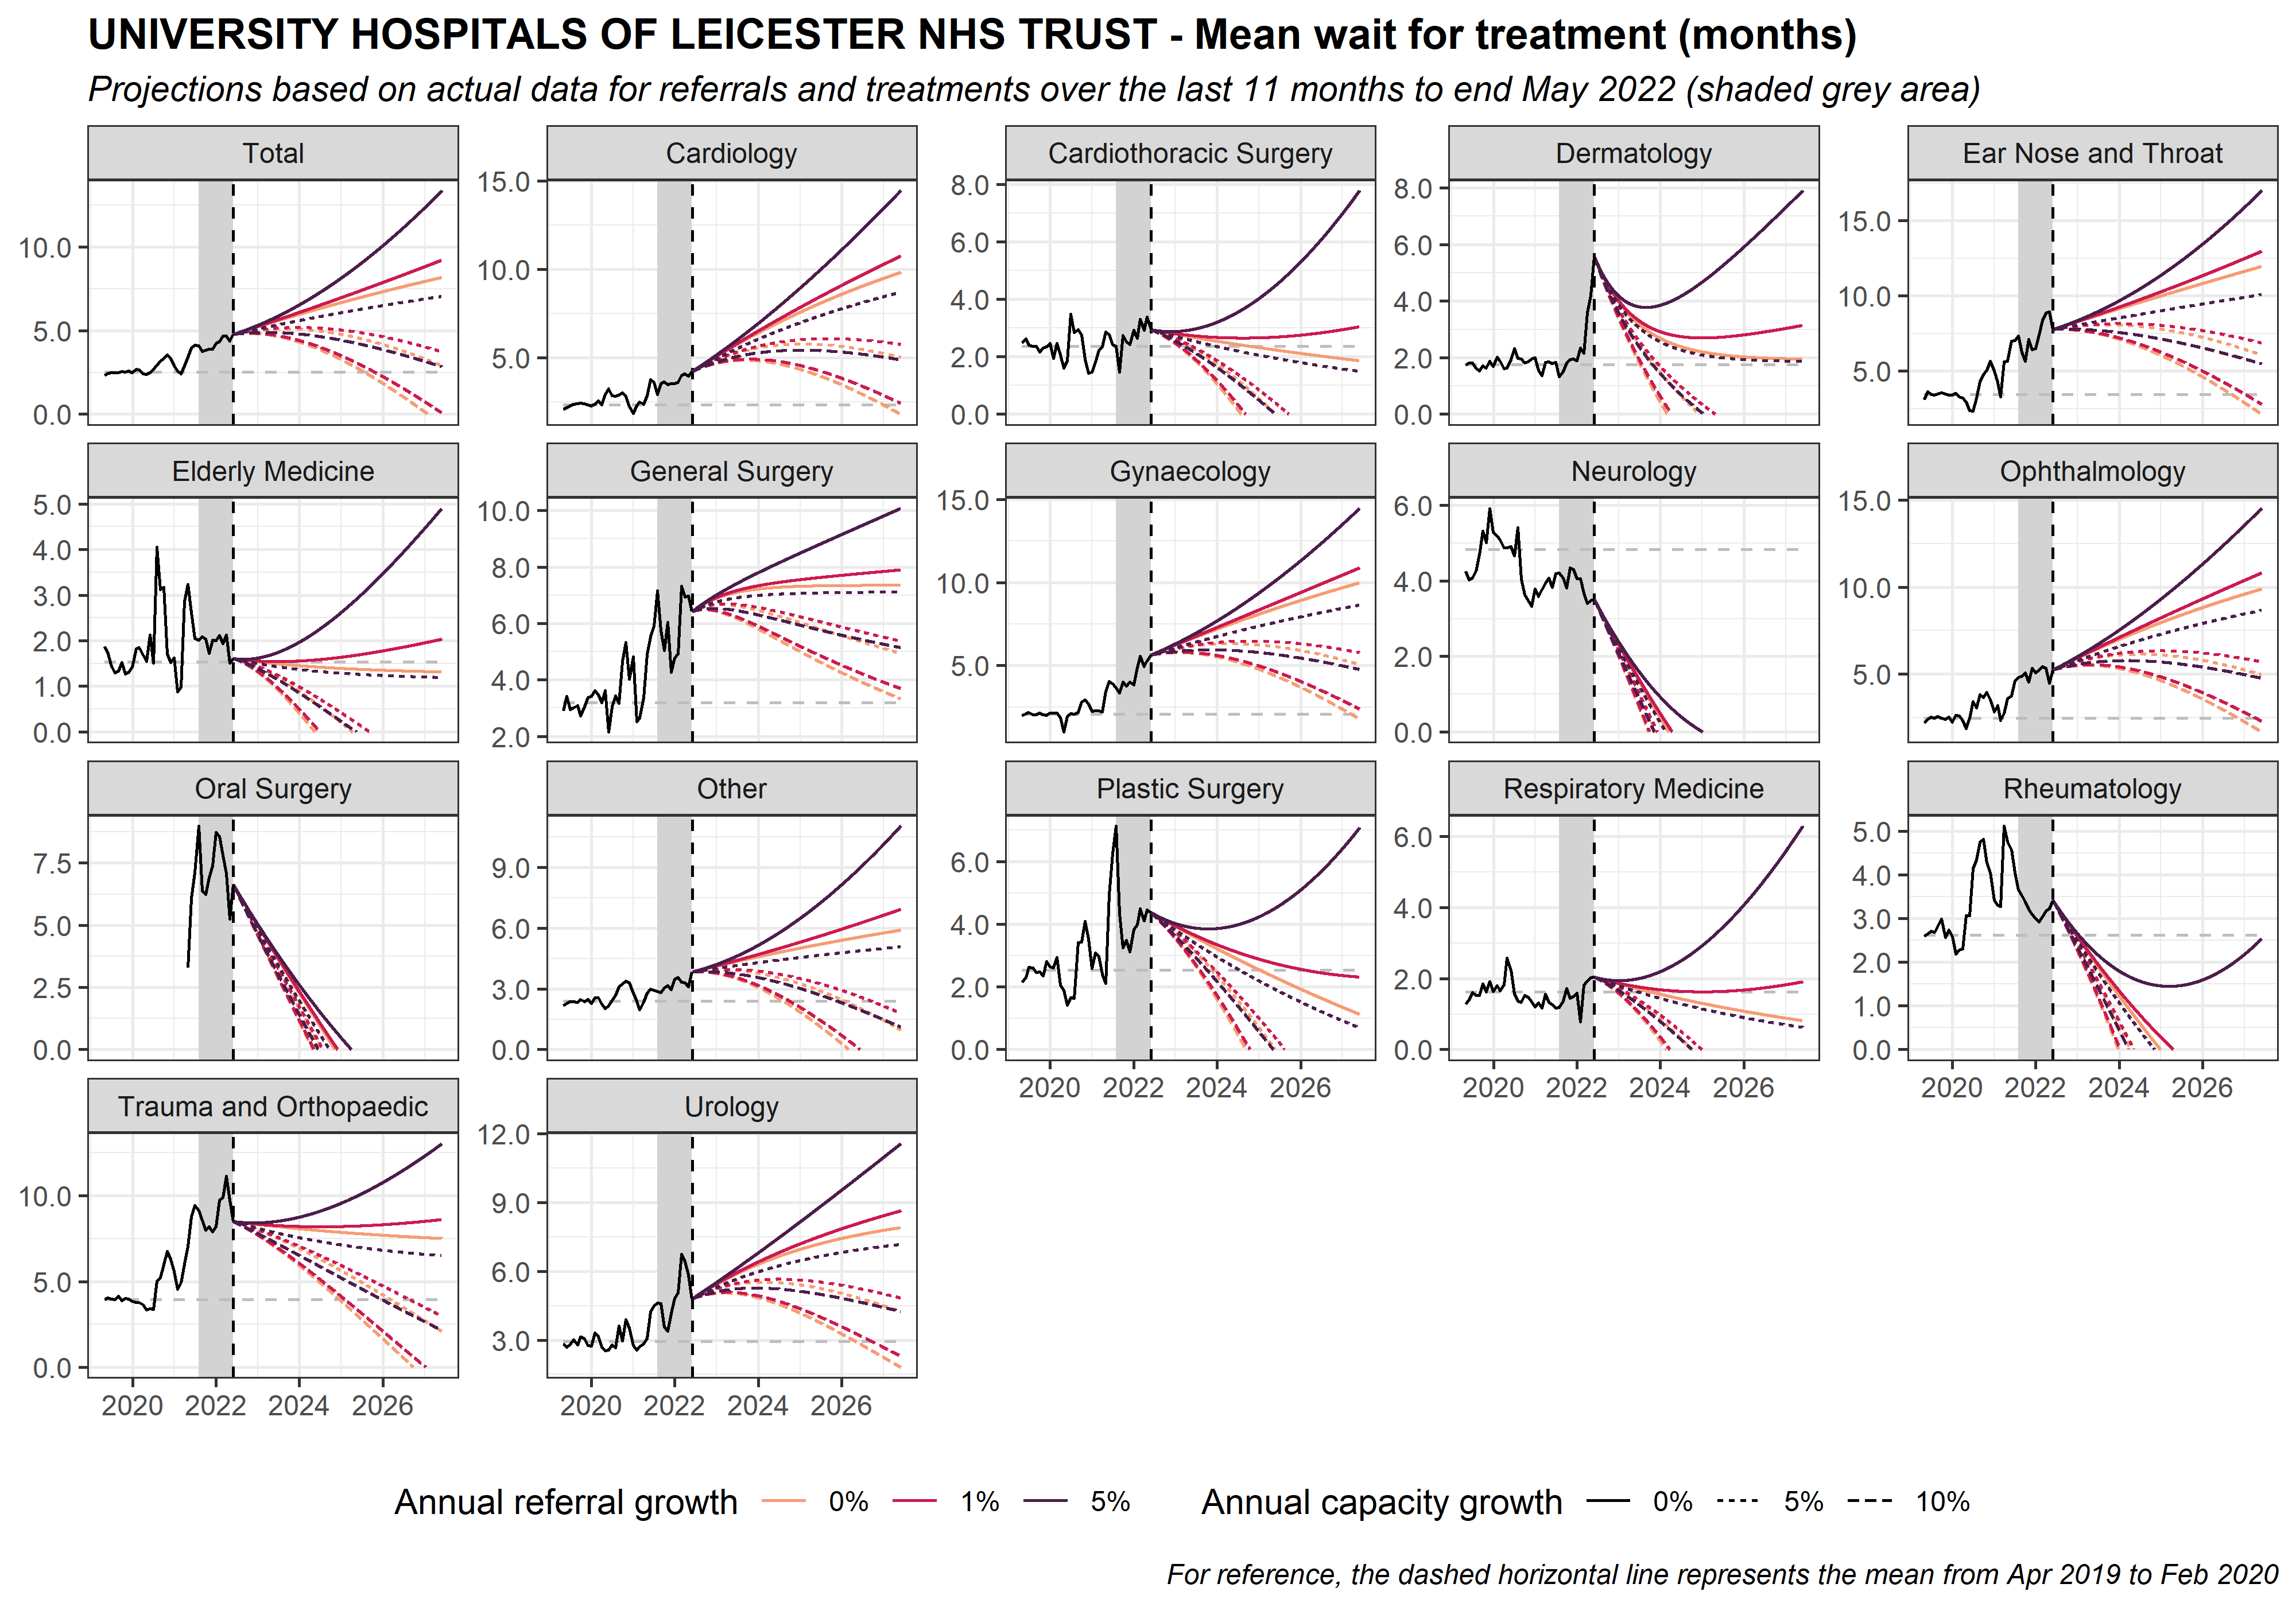 UNIVERSITY HOSPITALS OF LEICESTER NHS TRUST - Mean wait for treatment (months)
Projections based on actual data for referrals and treatments over the last 11 months to end May 2022 (shaded grey area)
Total
Cardiology
Cardiothoracic Surgery
Dermatology
Ear Nose and Throat
10.0
5.0
0.0
15.0
10.0
5.0
8.0
6.0
4.0
2.0
0.0
8.0
6.0
4.0
2.0
0.0
15.0
10.0
5.0
Elderly Medicine
General Surgery
Gynaecology
Neurology
Ophthalmology
5.0
4.0
3.0
2.0
1.0
0.0
10.0
8.0
6.0
4.0
2.0
15.0
10.0
5.0
6.0
4.0
2.0
0.0
15.0
10.0
5.0
Oral Surgery
Other
Plastic Surgery
Respiratory Medicine
Rheumatology
7.5
5.0
2.5
0.0
9.0
6.0
3.0
0.0
6.0
4.0
2.0
0.0
6.0
4.0
2.0
0.0
5.0
4.0
3.0
2.0
1.0
0.0
2020 2022 2024 2026
2020 2022 2024 2026
2020 2022 2024 2026
Trauma and Orthopaedic
Urology
10.0
5.0
0.0
12.0
9.0
6.0
3.0
2020 2022 2024 2026
2020 2022 2024 2026
Annual referral growth 0% 1% 5%
Annual capacity growth 0% 5% 10%
For reference, the dashed horizontal line represents the mean from Apr 2019 to Feb 2020